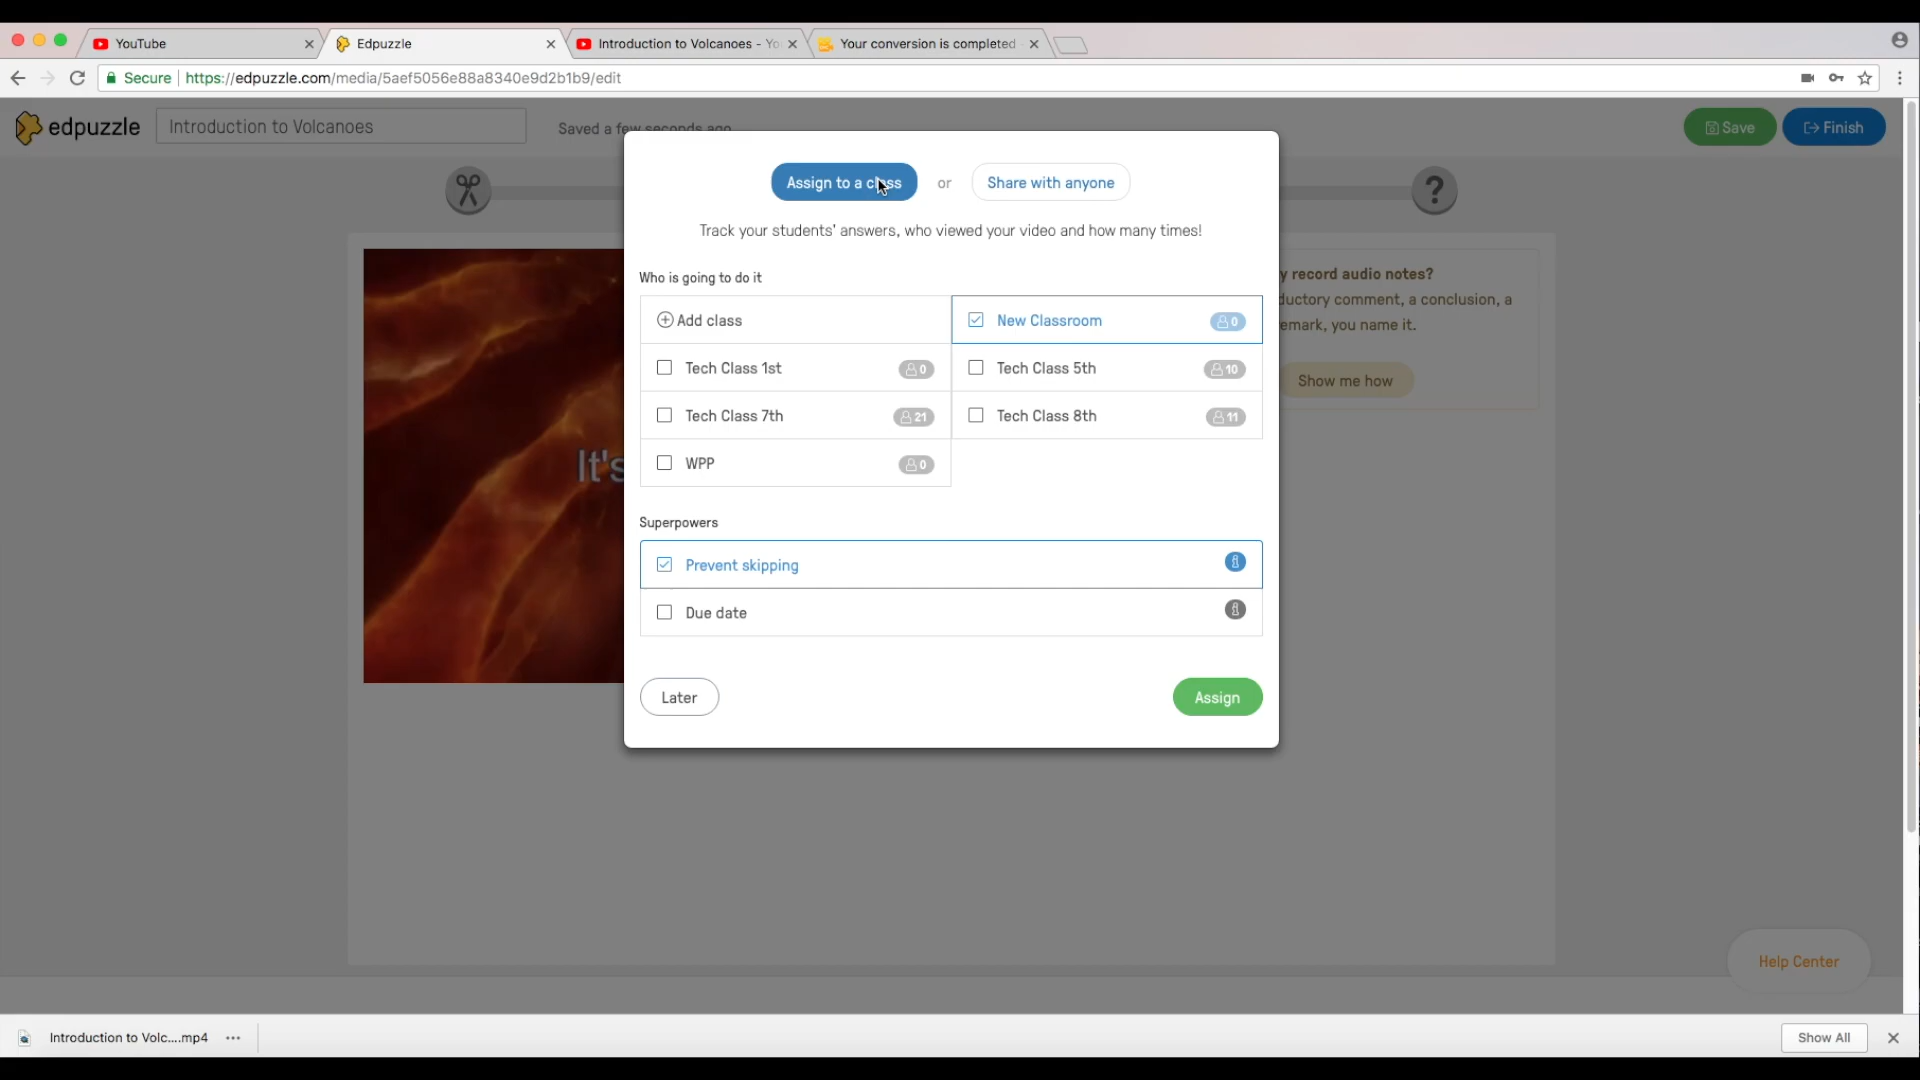 YouTube
Edpuzzle
Introduction to Volcanoes - Yo
Your conversion is completed
Secure
https://edpuzzle.com/media/5aef5056e88a8340e9d2b1b9/edit
edpuzzle
Introduction to Volcanoes
Saved a few seconds ago
Save
Finish
Assign to a class
or
Share with anyone
Track your students' answers, who viewed your video and how many times!
Who is going to do it
Add class
New Classroom
0
Tech Class 1st
0
Tech Class 5th
10
Tech Class 7th
21
Tech Class 8th
11
WPP
0
Superpowers
Prevent skipping
Due date
Later
Assign
It's
y record audio notes?
ductory comment, a conclusion, a
emark, you name it.
Show me how
Help Center
Introduction to Volc....mp4
Show All